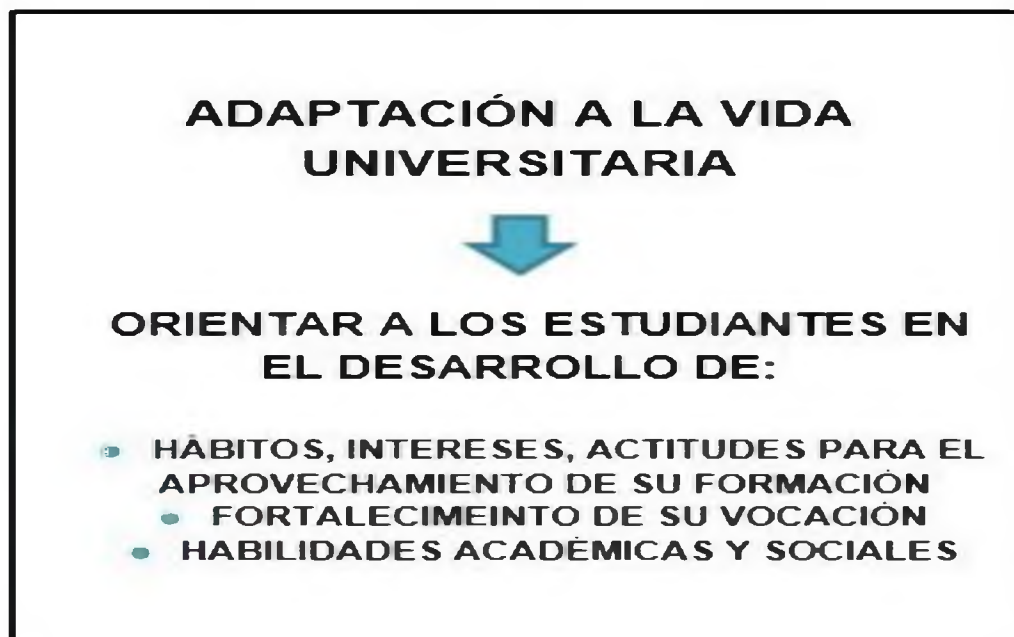 ADAPTACIÓN A LA VIDA
UNIVERSITARIA
ORIENTAR A LOS ESTUDIANTES EN
EL DESARROLLO DE:
• HÁBITOS, INTERESES, ACTITUDES PARA EL
APROVECHAMIENTO DE SU FORMACIÓN
• FORTALECIMEINTO DE SU VOCACIÓN
• HABILIDADES ACADÉMICAS Y SOCIALES